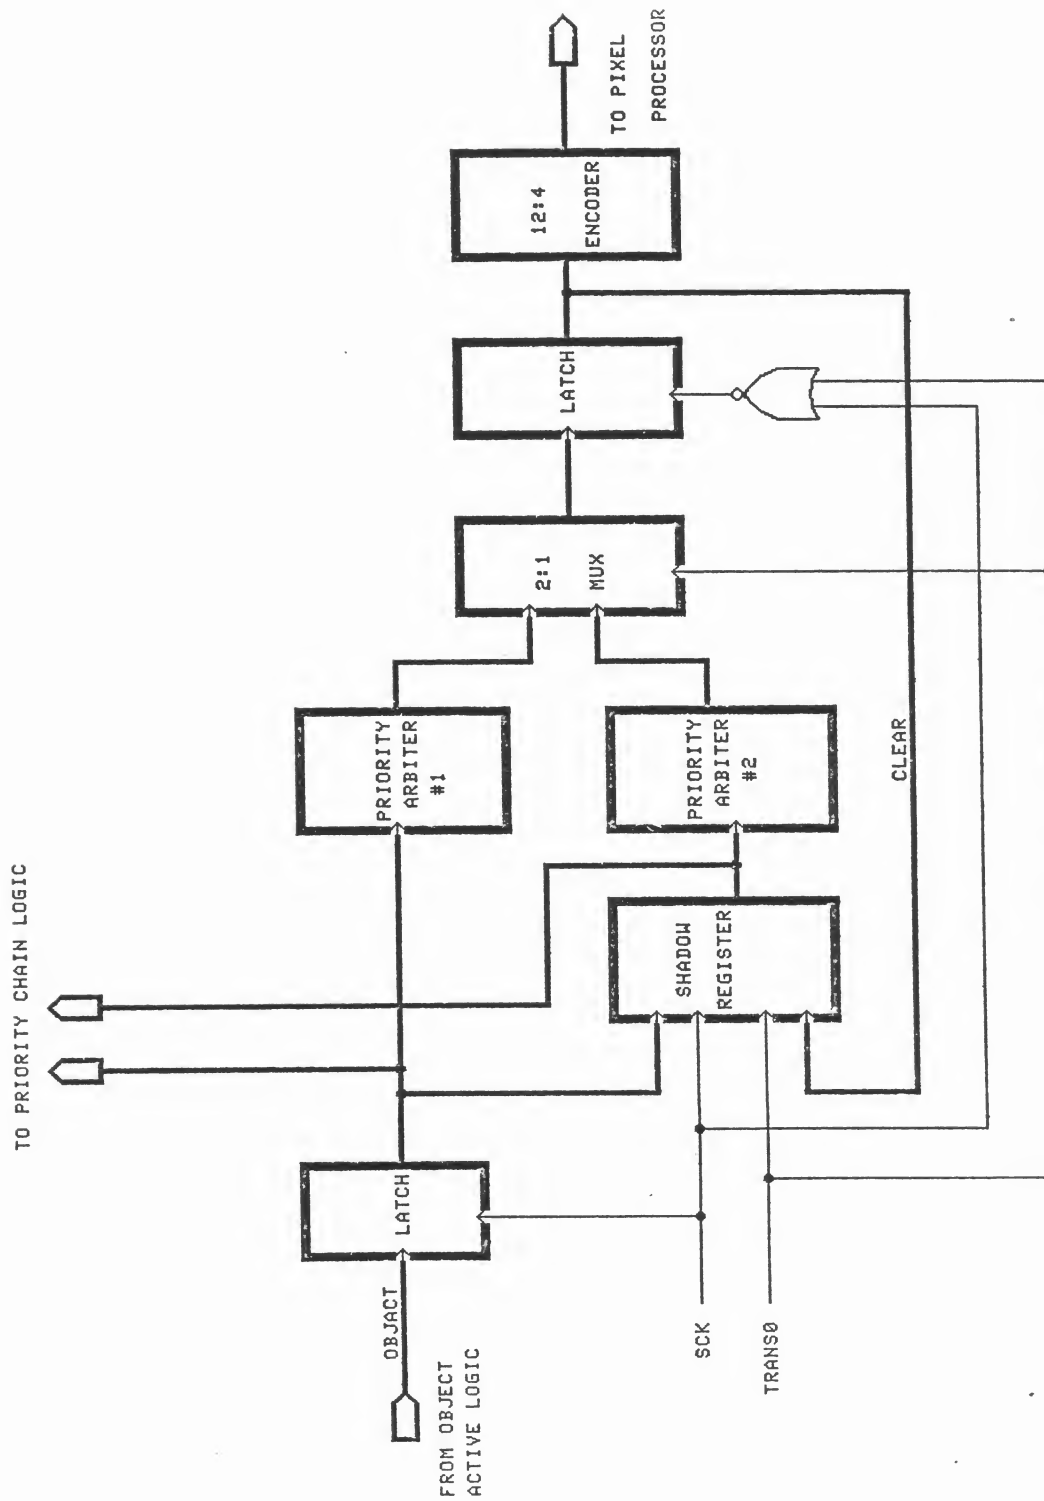 TO PRIORITY CHAIN LOGIC
FROM OBJECT
ACTIVE LOGIC
OBJACT
LATCH
SCK
TRANS0
SHADOW
REGISTER
PRIORITY
ARBITER
#1
PRIORITY
ARBITER
#2
CLEAR
2:1
MUX
LATCH
12:4
ENCODER
TO PIXEL
PROCESSOR